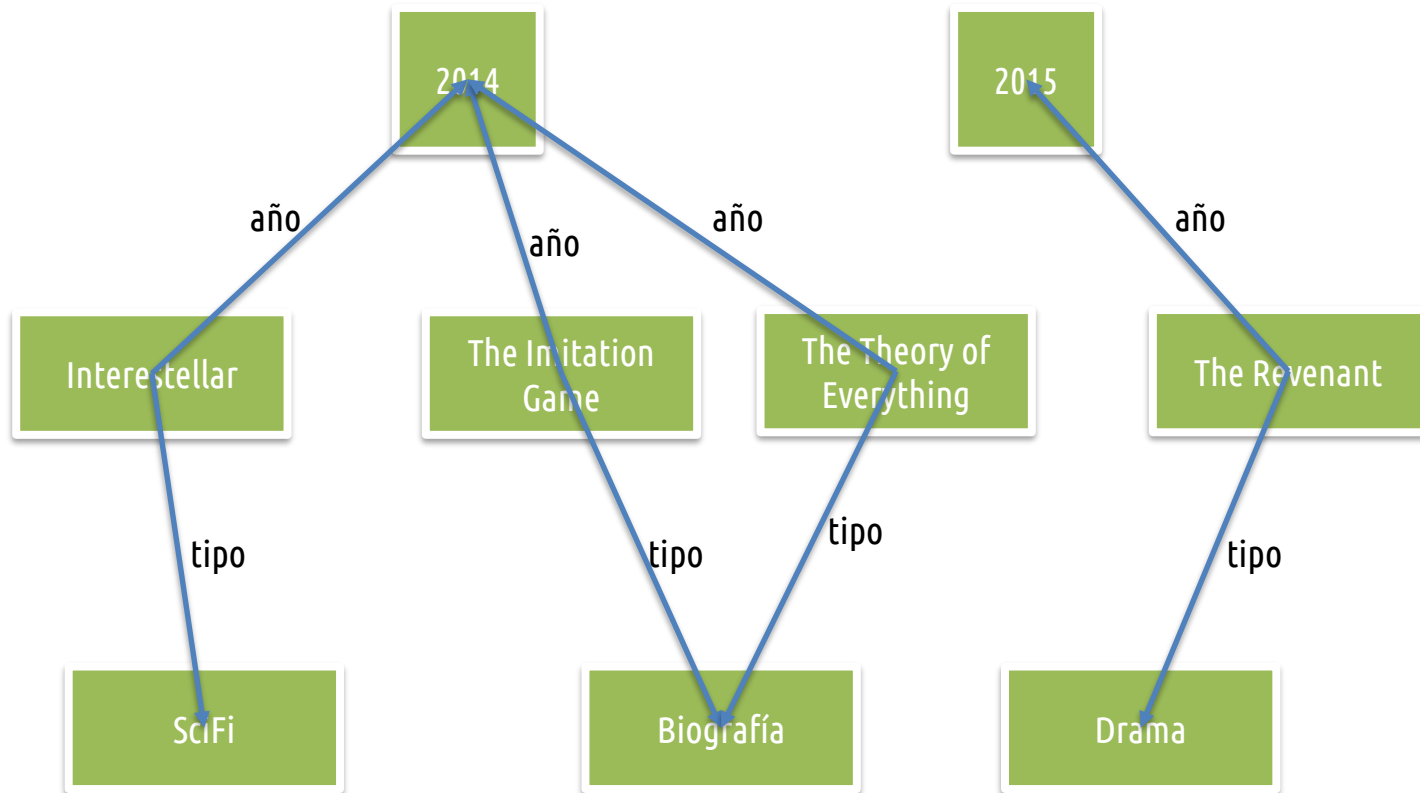 2014
2015
año
año
año
año
Interestellar
The Imitation
Game
The Theory of
Everything
The Revenant
tipo
tipo
tipo
tipo
SciFi
Biografía
Drama